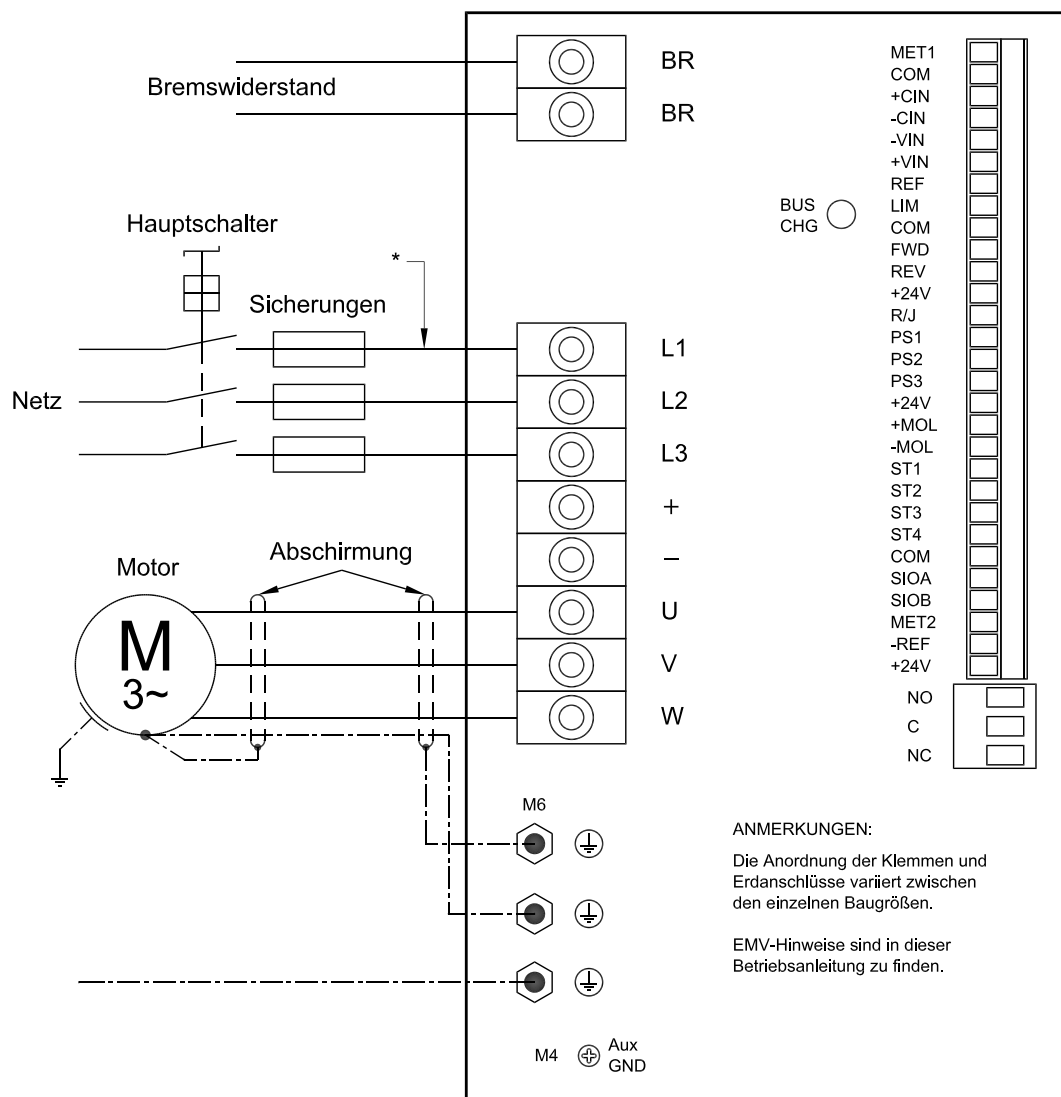 BR
Bremswiderstand
BR
Hauptschalter
*
Sicherungen
L1
Netz
L2
L3
+
−
Abschirmung
Motor
M
3~
U
V
W
M6
M4
Aux
GND
BUS
CHG
MET1
COM
+CIN
-CIN
-VIN
+VIN
REF
LIM
COM
FWD
REV
+24V
R/J
PS1
PS2
PS3
+24V
+MOL
-MOL
ST1
ST2
ST3
ST4
COM
SIOA
SIOB
MET2
-REF
+24V
NO
C
NC
ANMERKUNGEN:
Die Anordnung der Klemmen und
Erdanschlüsse variiert zwischen
den einzelnen Baugrößen.
EMV-Hinweise sind in dieser
Betriebsanleitung zu finden.